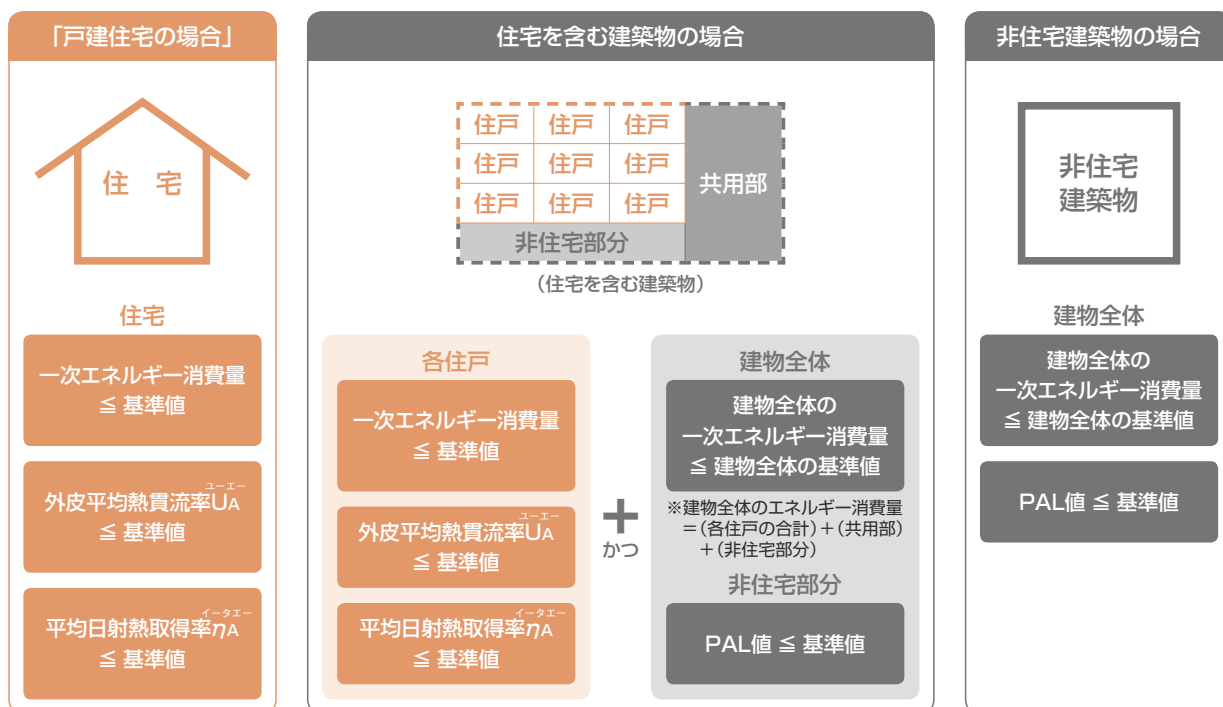 「戸建住宅の場合」
住 宅
住宅
一次エネルギー消費量
≦ 基準値
ユーエー
外皮平均熱貫流率UA
≦ 基準値
イータエー
平均日射熱取得率ηA
≦ 基準値
住宅を含む建築物の場合
住戸 住戸 住戸
住戸 住戸 住戸
住戸 住戸 住戸
共用部
非住宅部分
（住宅を含む建築物）
各住戸
一次エネルギー消費量
≦ 基準値
ユーエー
外皮平均熱貫流率UA
≦ 基準値
イータエー
平均日射熱取得率ηA
≦ 基準値
＋
かつ
建物全体
建物全体の
一次エネルギー消費量
≦ 建物全体の基準値
※建物全体のエネルギー消費量
＝（各住戸の合計）＋（共用部）
＋（非住宅部分）
非住宅部分
PAL値 ≦ 基準値
非住宅建築物の場合
非住宅
建築物
建物全体
建物全体の
一次エネルギー消費量
≦ 建物全体の基準値
PAL値 ≦ 基準値